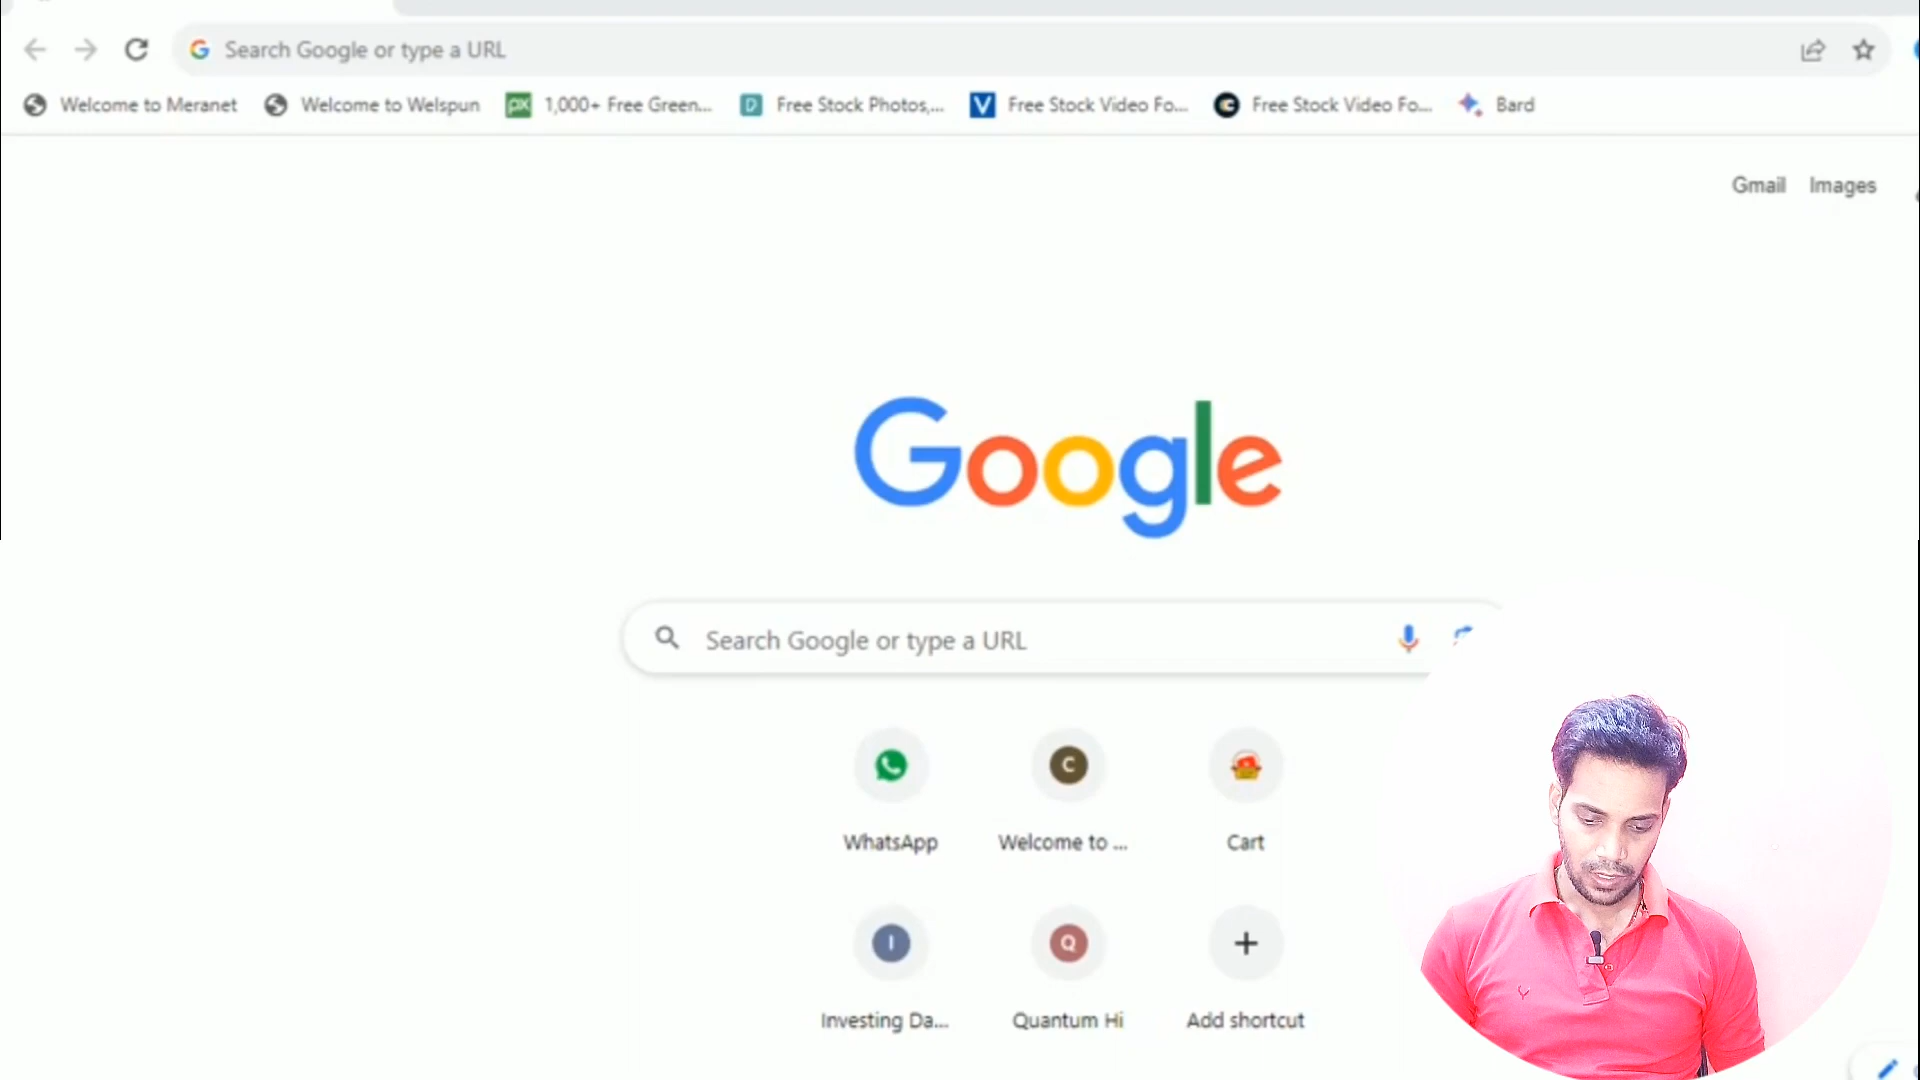 Search Google or type a URL
Welcome to Meranet Welcome to Welspun 1,000+ Free Green... Free Stock Photos,... Free Stock Video Fo... Free Stock Video Fo... Bard
Gmail Images
Google
Search Google or type a URL
WhatsApp Welcome to ... Cart
Investing Da... Quantum Hi Add shortcut